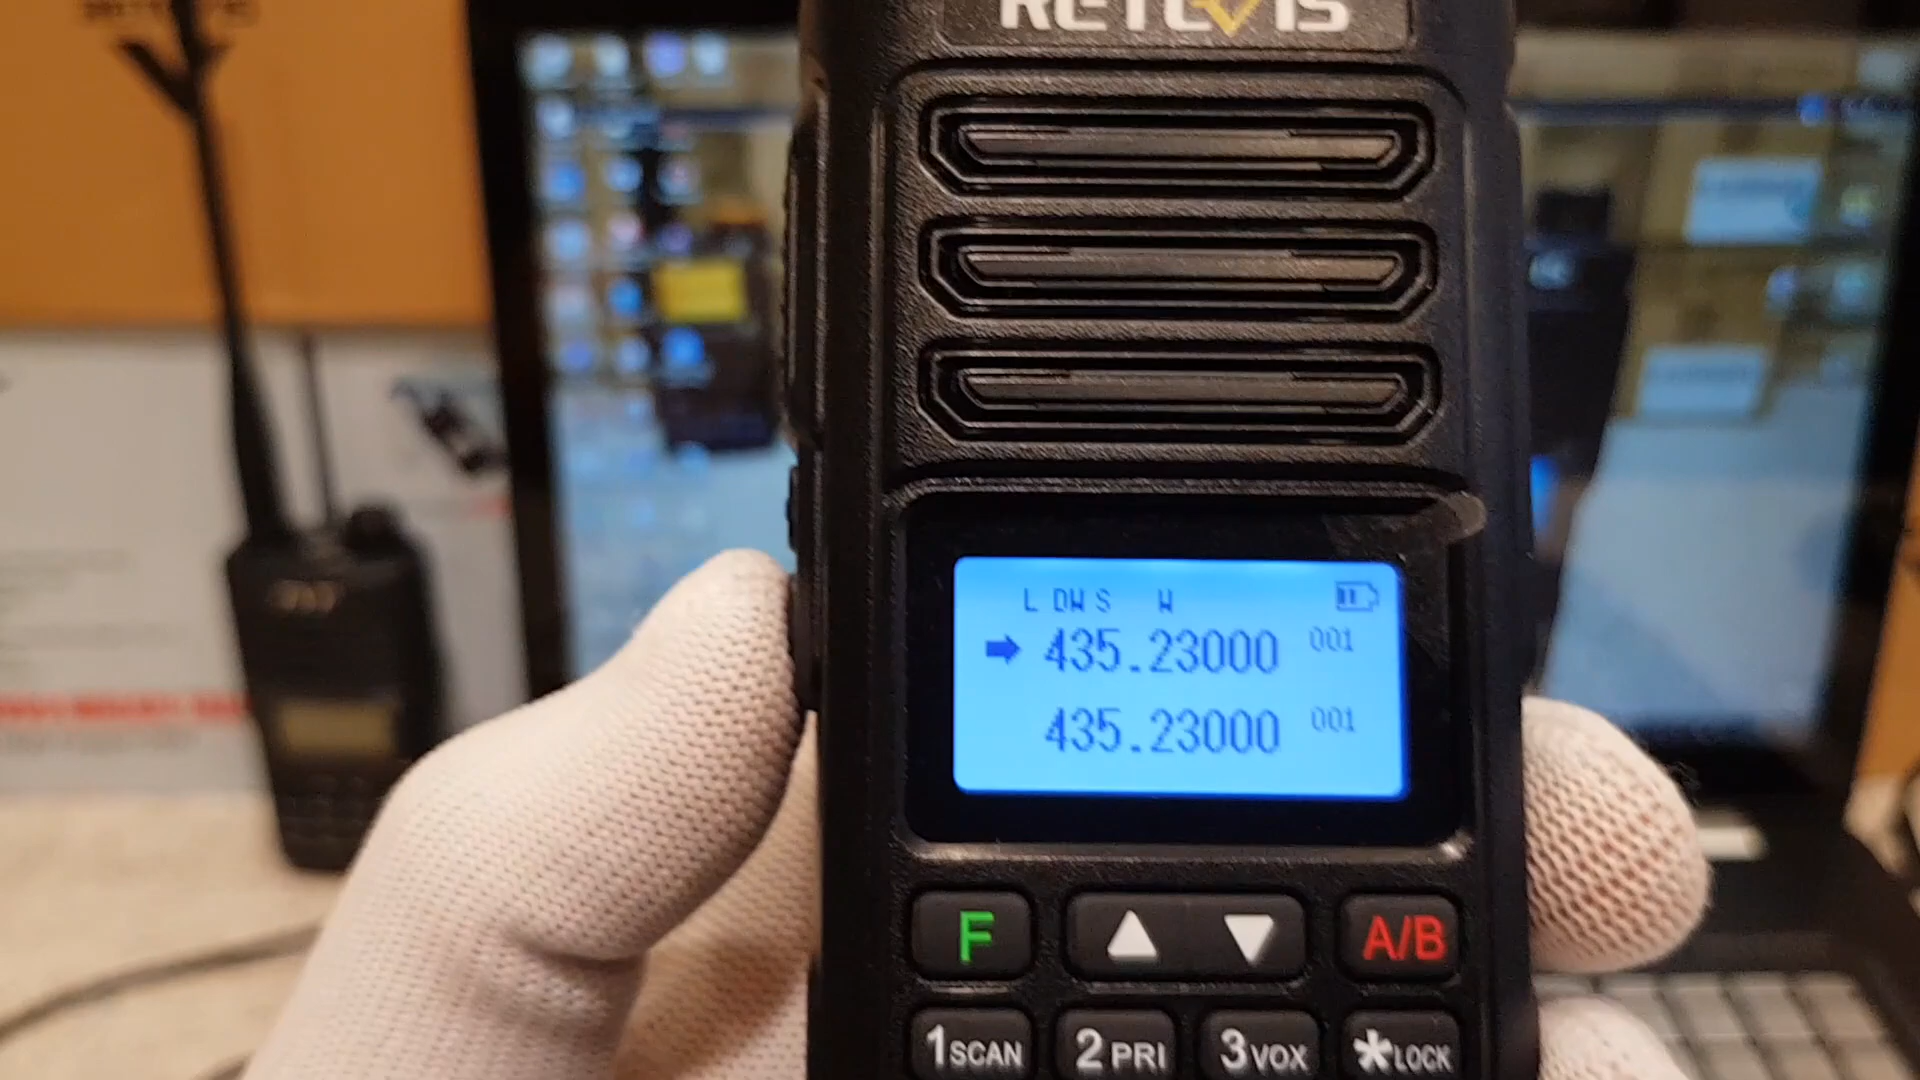 RETEVIS
L DW S W
435.23000 001
435.23000 001
F ▲ ▼ A/B
1SCAN 2PRI 3VOX *LOCK